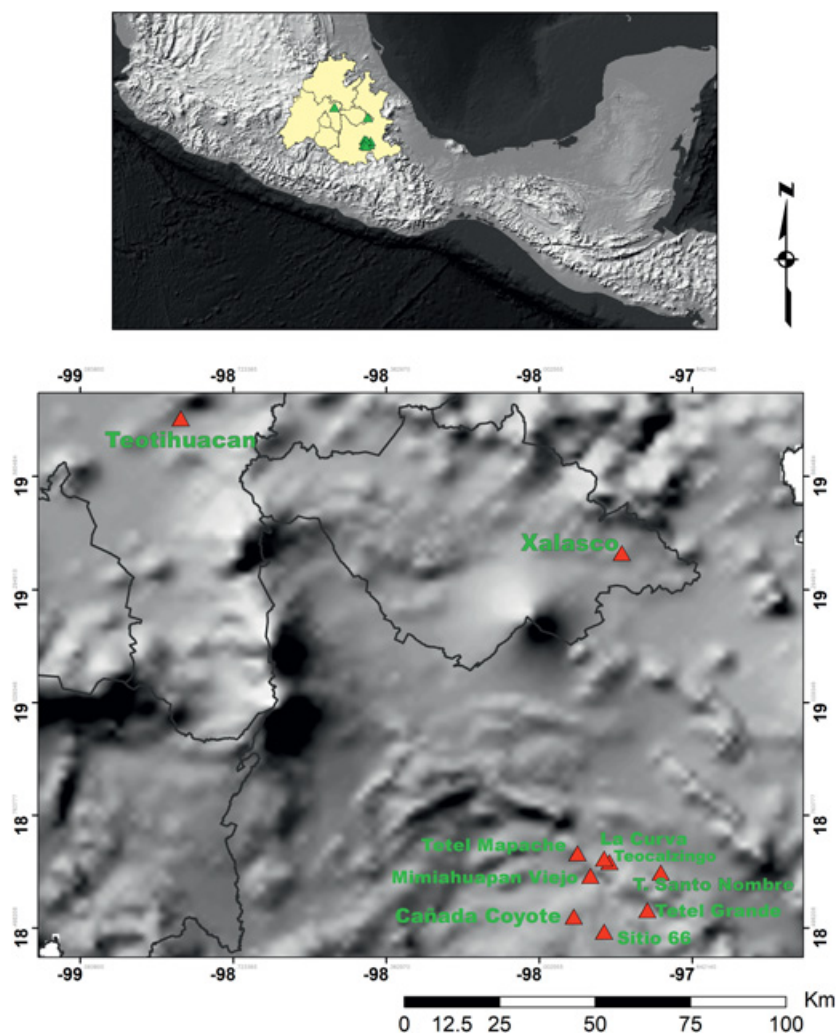 N
-99 -98 -98 -98 -97
Teotihuacan
19 19
Xalasco
19 19
19 19
18 18
Tetel Mapache La Curva
Teocalzingo
Mimiahuapan Viejo T. Santo Nombre
Cañada Coyote Tetel Grande
18 18
Sitio 66
-99 -98 -98 -98 -97
Km
0 12.5 25 50 75 100